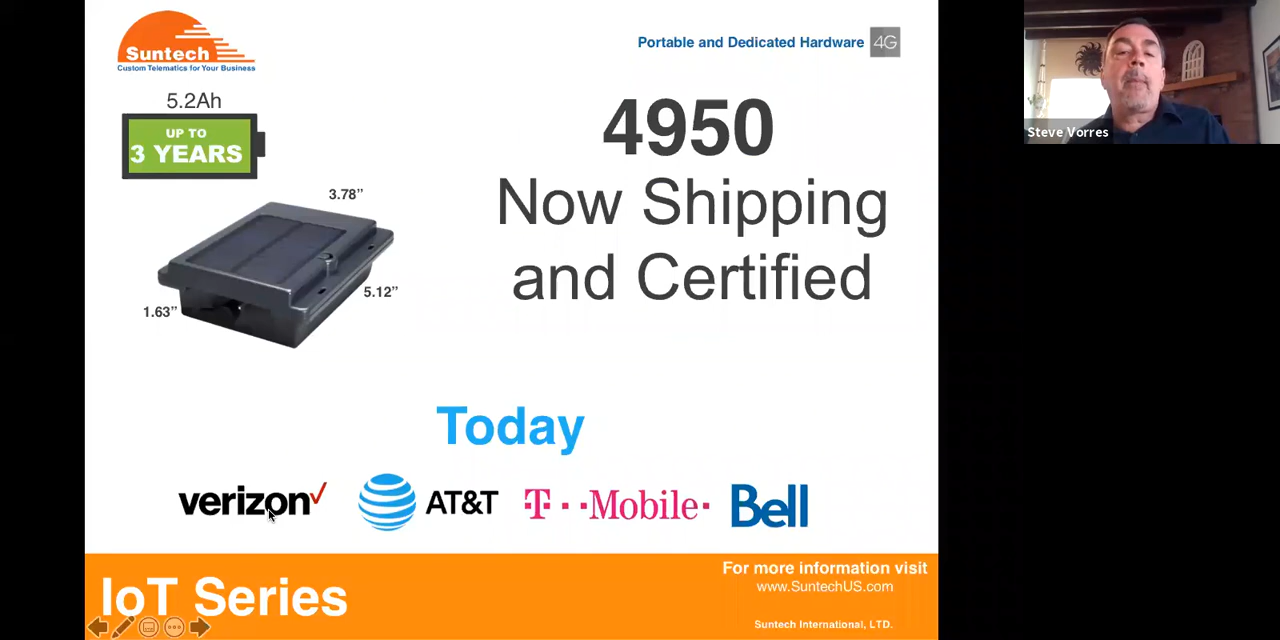 Suntech
Custom Telematics for Your Business
Portable and Dedicated Hardware 4G
Steve Vorres
5.2Ah
UP TO
3 YEARS
3.78”
5.12”
1.63”
4950
Now Shipping
and Certified
Today
verizon
AT&T
T··Mobile·
Bell
IoT Series
For more information visit
www.SuntechUS.com
Suntech International, LTD.